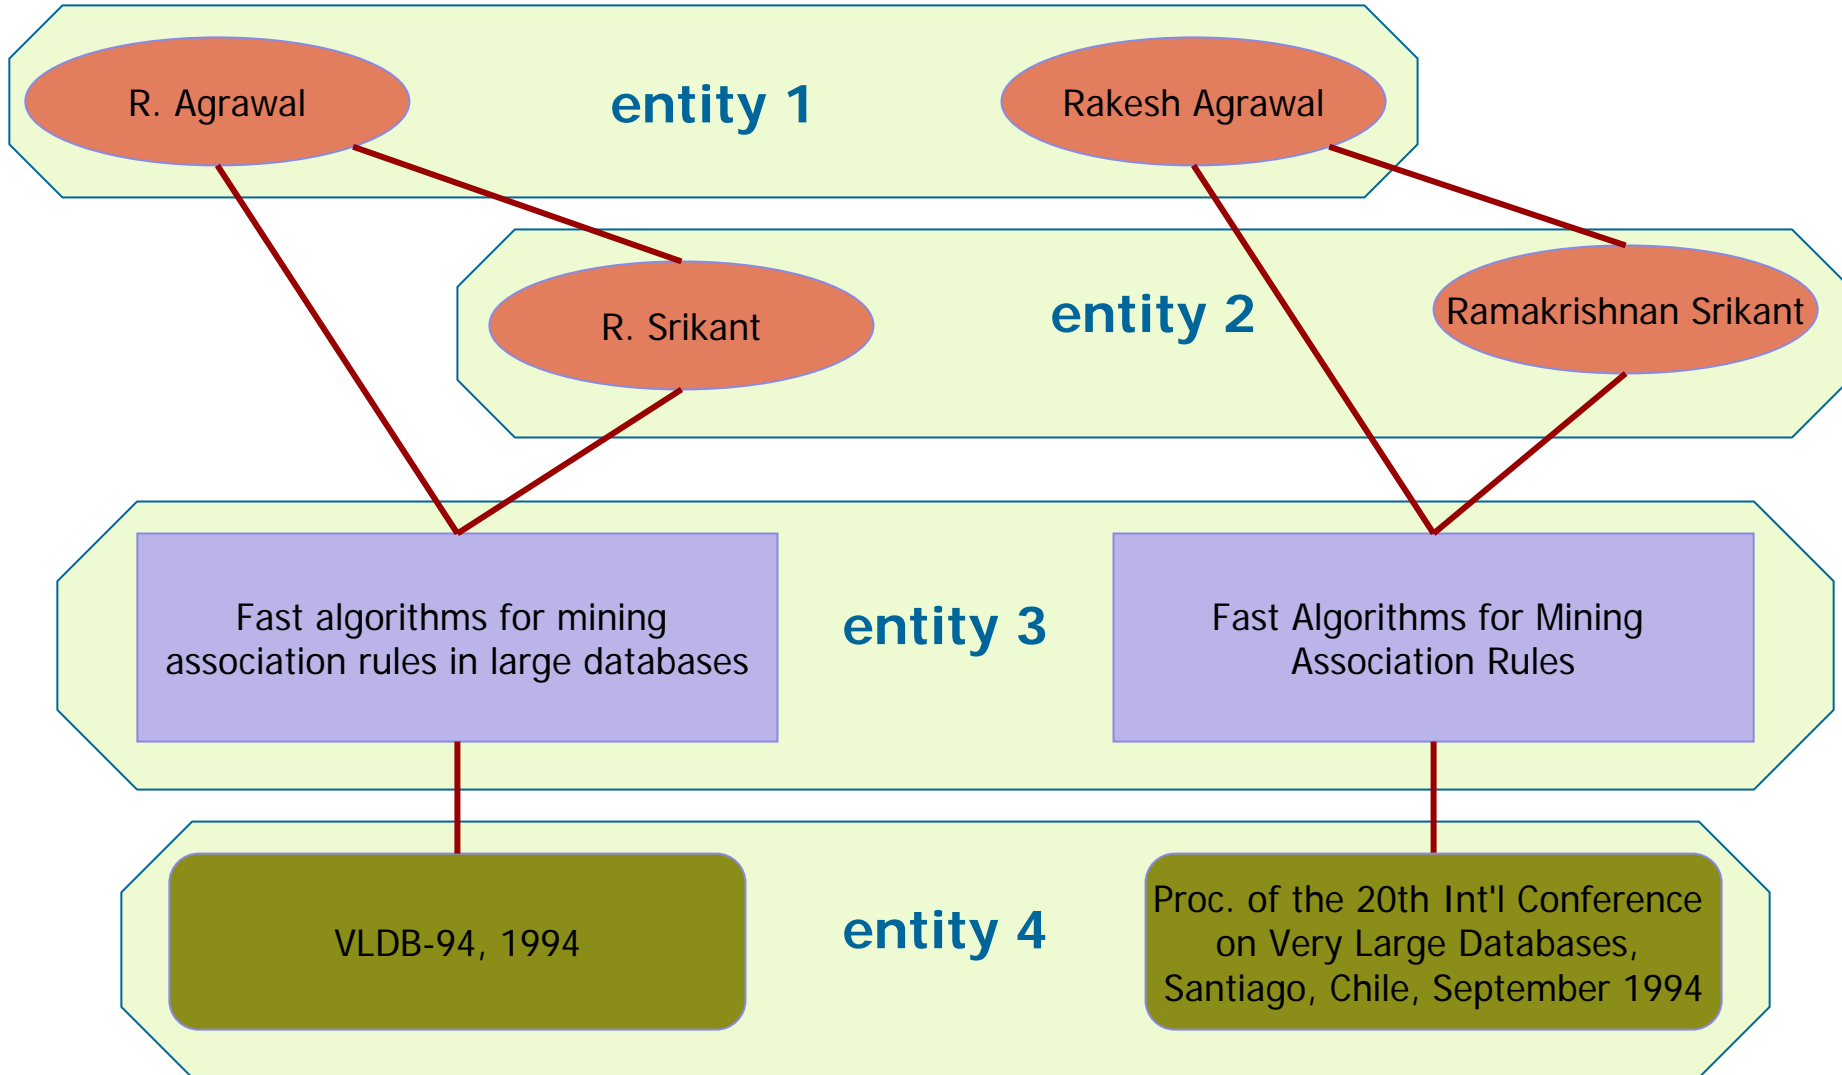 R. Agrawal
entity 1
Rakesh Agrawal
R. Srikant
entity 2
Ramakrishnan Srikant
Fast algorithms for mining
association rules in large databases
entity 3
Fast Algorithms for Mining
Association Rules
VLDB-94, 1994
entity 4
Proc. of the 20th Int'l Conference
on Very Large Databases,
Santiago, Chile, September 1994